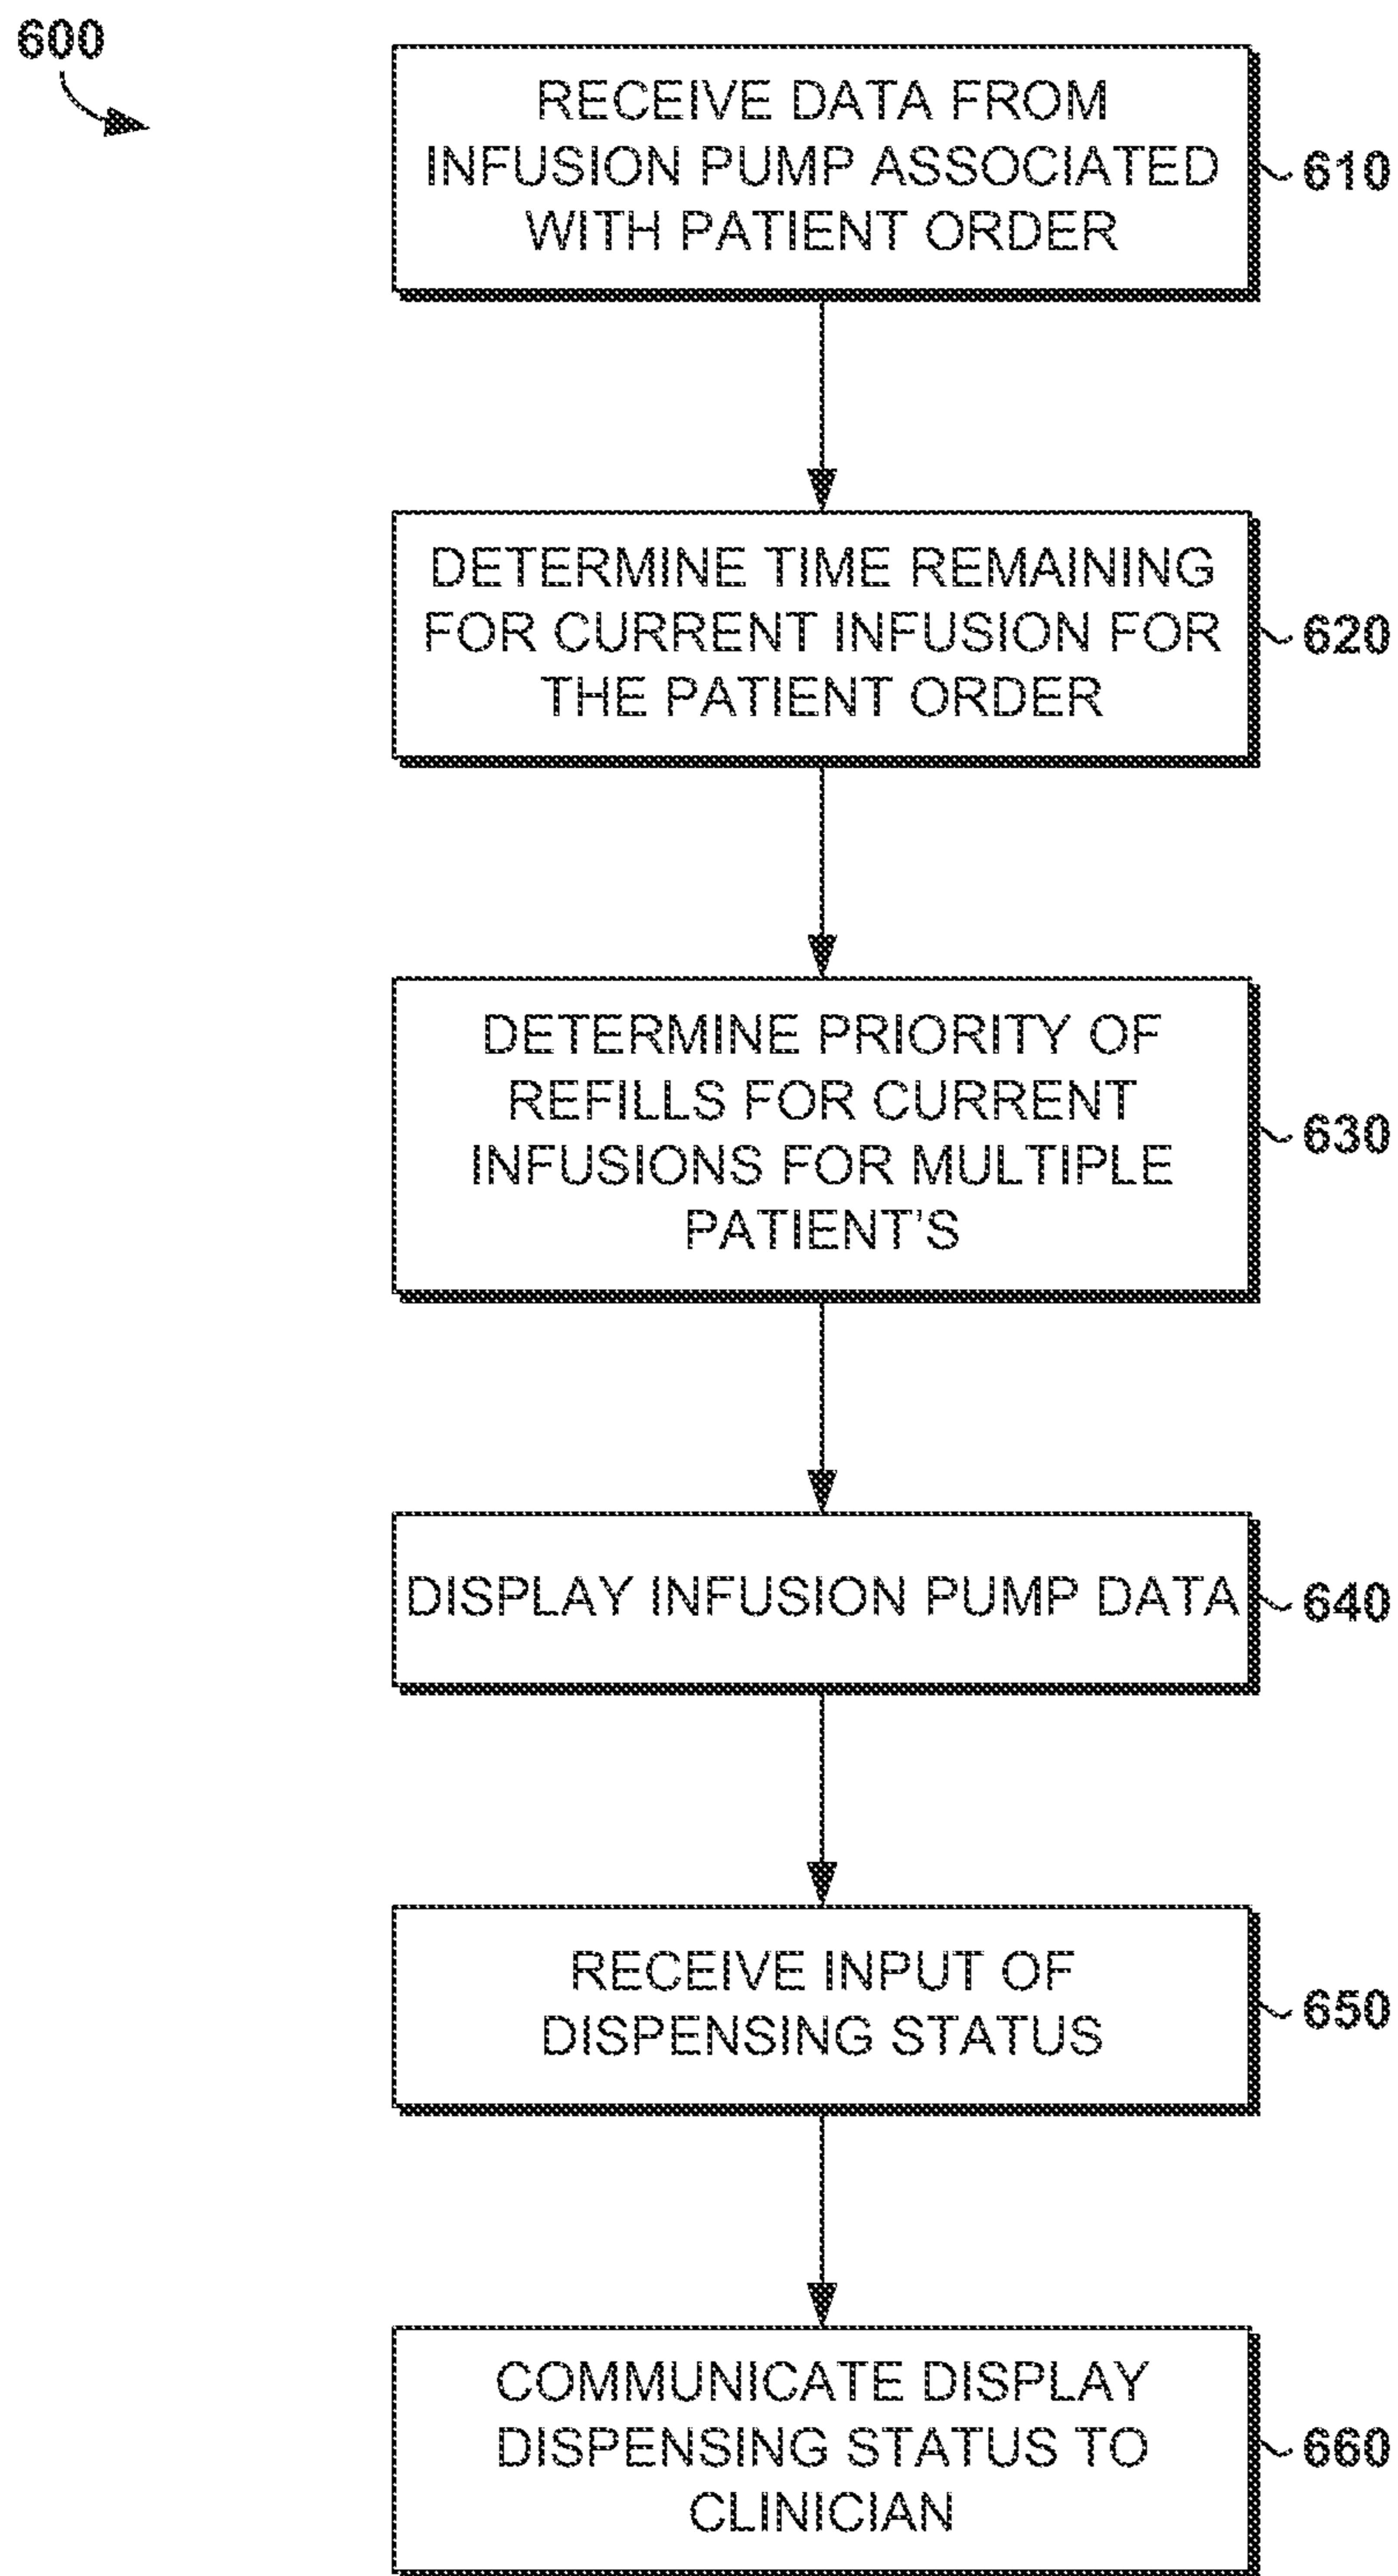 600
RECEIVE DATA FROM
INFUSION PUMP ASSOCIATED
WITH PATIENT ORDER
610
DETERMINE TIME REMAINING
FOR CURRENT INFUSION FOR
THE PATIENT ORDER
620
DETERMINE PRIORITY OF
REFILLS FOR CURRENT
INFUSIONS FOR MULTIPLE
PATIENT'S
630
DISPLAY INFUSION PUMP DATA
640
RECEIVE INPUT OF
DISPENSING STATUS
650
COMMUNICATE DISPLAY
DISPENSING STATUS TO
CLINICIAN
660